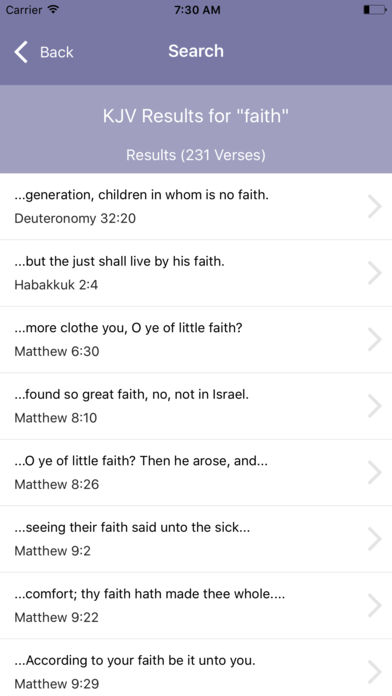 Carrier 7:30 AM
Back Search
KJV Results for "faith"
Results (231 Verses)
...generation, children in whom is no faith.
Deuteronomy 32:20
...but the just shall live by his faith.
Habakkuk 2:4
...more clothe you, O ye of little faith?
Matthew 6:30
...found so great faith, no, not in Israel.
Matthew 8:10
...O ye of little faith? Then he arose, and...
Matthew 8:26
...seeing their faith said unto the sick...
Matthew 9:2
...comfort; thy faith hath made thee whole....
Matthew 9:22
...According to your faith be it unto you.
Matthew 9:29